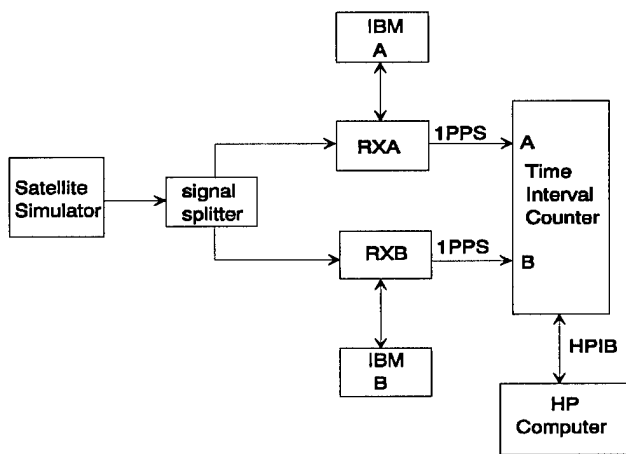 IBM
A
Satellite
Simulator
signal
splitter
RXA
1PPS
RXB
1PPS
IBM
B
A
Time
Interval
Counter
B
HPIB
HP
Computer